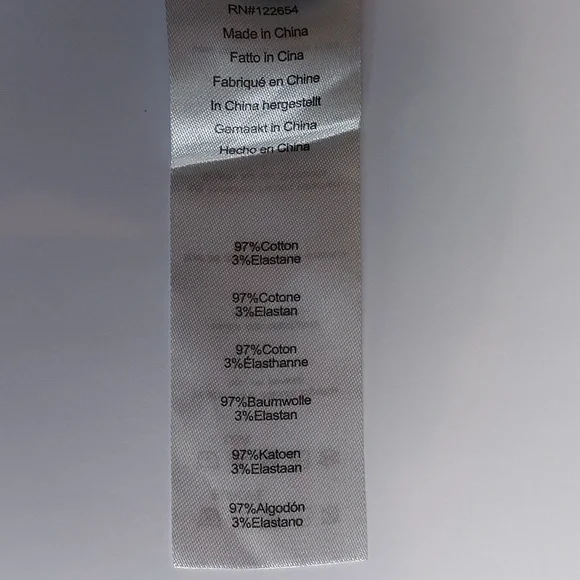 RN#122654
Made in China
Fatto in Cina
Fabriqué en Chine
In China hergestellt
Gemaakt in China
Hecho en China
97%Cotton
3%Elastane
97%Cotone
3%Elastan
97%Coton
3%Élasthanne
97%Baumwolle
3%Elastan
97%Katoen
3%Elastaan
97%Algodón
3%Elastano